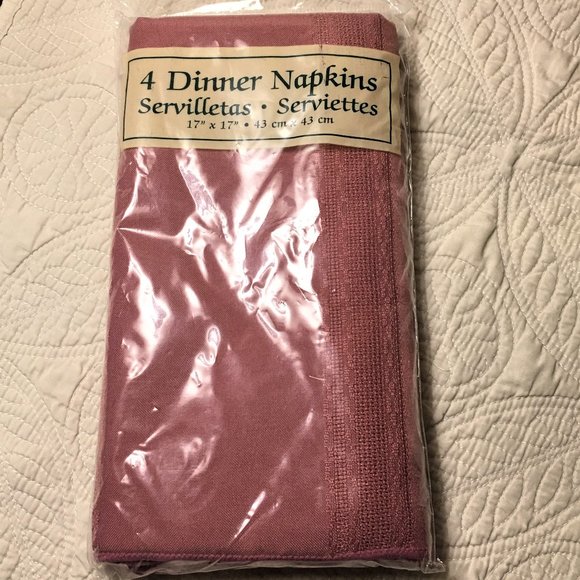 4 Dinner Napkins
Servilletas • Serviettes
17" x 17" • 43 cm x 43 cm